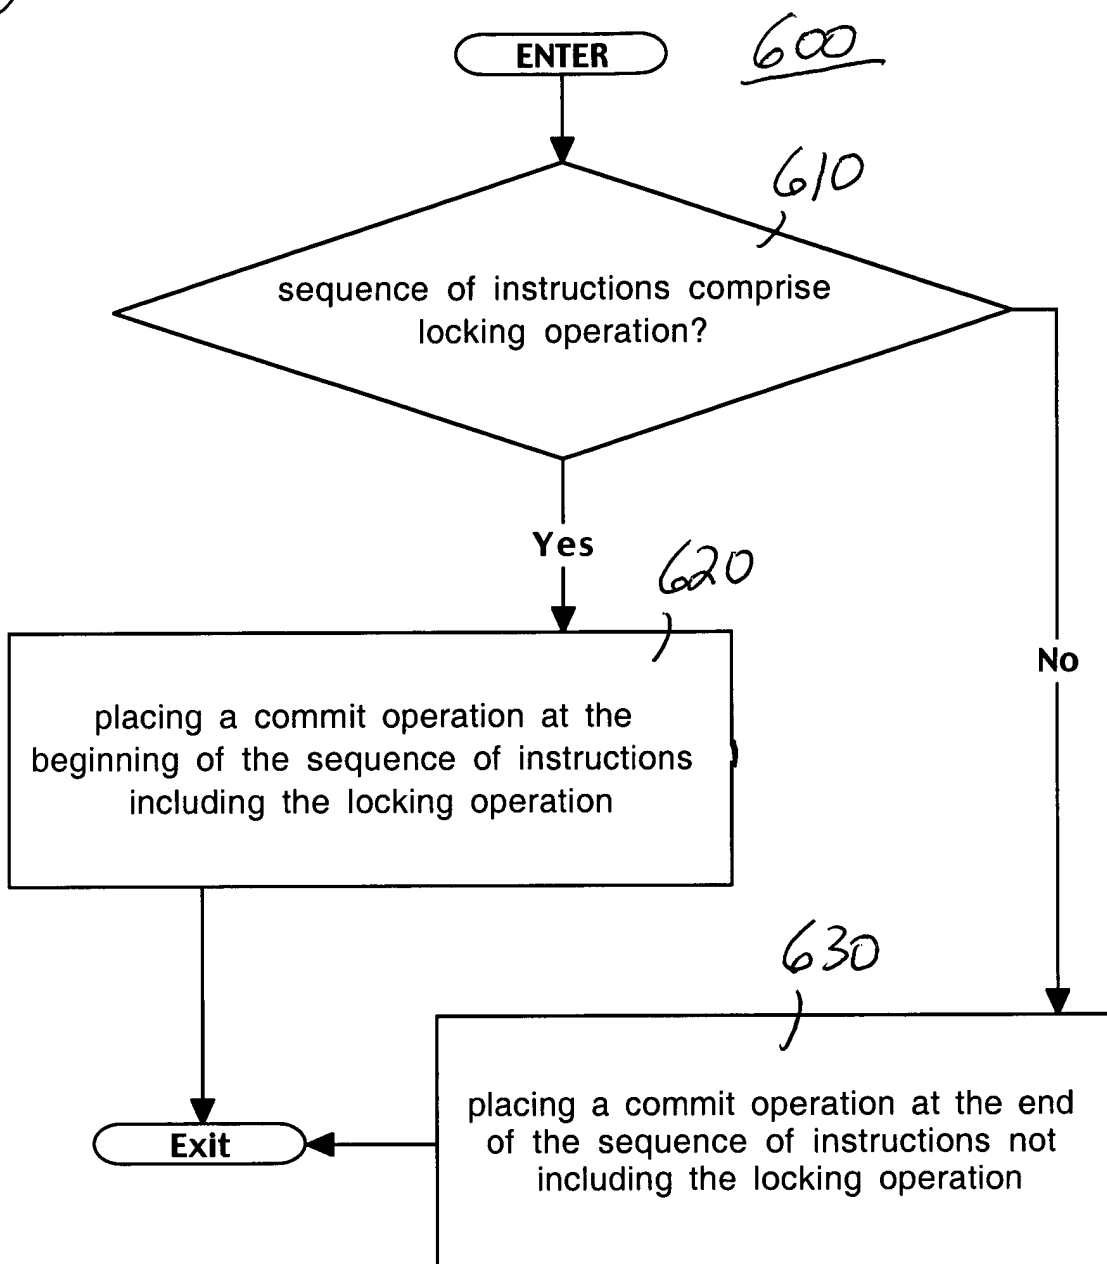 ENTER
600
610
sequence of instructions comprise
locking operation?
Yes
620
No
placing a commit operation at the
beginning of the sequence of instructions
including the locking operation
630
placing a commit operation at the end
of the sequence of instructions not
including the locking operation
Exit